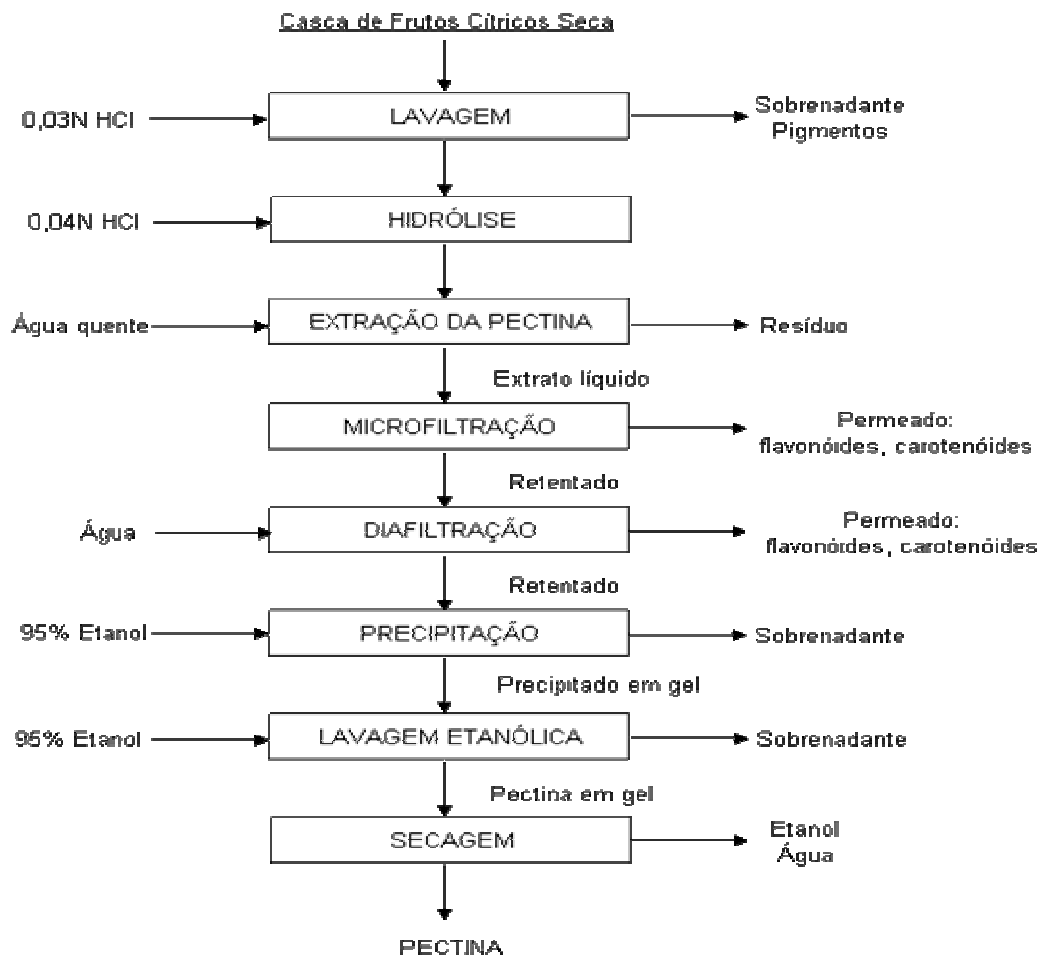 Casca de Frutos Cítricos Seca
0,03N HCl
LAVAGEM
Sobrenadante
Pigmentos
0,04N HCl
HIDRÓLISE
Água quente
EXTRAÇÃO DA PECTINA
Resíduo
Extrato líquido
MICROFILTRAÇÃO
Permeado:
flavonóides, carotenóides
Retentado
Água
DIAFILTRAÇÃO
Permeado:
flavonóides, carotenóides
Retentado
95% Etanol
PRECIPITAÇÃO
Sobrenadante
Precipitado em gel
95% Etanol
LAVAGEM ETANÓLICA
Sobrenadante
Pectina em gel
SECAGEM
Etanol
Água
PECTINA